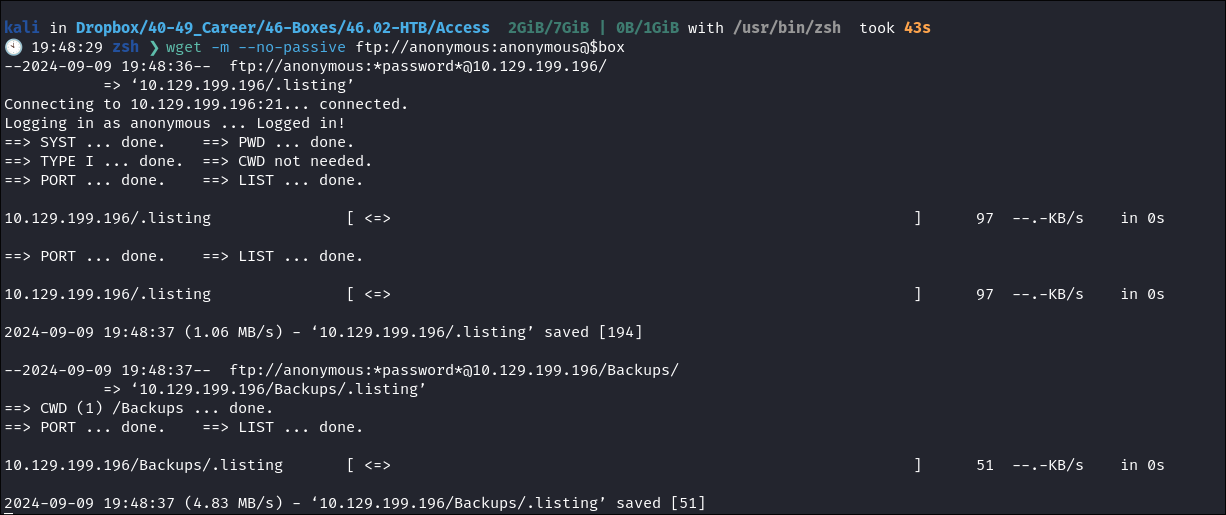 kali in Dropbox/40-49_Career/46-Boxes/46.02-HTB/Access 2GiB/7GiB | 0B/1GiB with /usr/bin/zsh took 43s
🕙 19:48:29 zsh ❯ wget -m --no-passive ftp://anonymous:anonymous@$box
--2024-09-09 19:48:36-- ftp://anonymous:*password*@10.129.199.196/
=> ‘10.129.199.196/.listing’
Connecting to 10.129.199.196:21... connected.
Logging in as anonymous ... Logged in!
==> SYST ... done. ==> PWD ... done.
==> TYPE I ... done. ==> CWD not needed.
==> PORT ... done. ==> LIST ... done.
10.129.199.196/.listing [ <=> ] 97 --.-KB/s in 0s
==> PORT ... done. ==> LIST ... done.
10.129.199.196/.listing [ <=> ] 97 --.-KB/s in 0s
2024-09-09 19:48:37 (1.06 MB/s) - ‘10.129.199.196/.listing’ saved [194]
--2024-09-09 19:48:37-- ftp://anonymous:*password*@10.129.199.196/Backups/
=> ‘10.129.199.196/Backups/.listing’
==> CWD (1) /Backups ... done.
==> PORT ... done. ==> LIST ... done.
10.129.199.196/Backups/.listing [ <=> ] 51 --.-KB/s in 0s
2024-09-09 19:48:37 (4.83 MB/s) - ‘10.129.199.196/Backups/.listing’ saved [51]